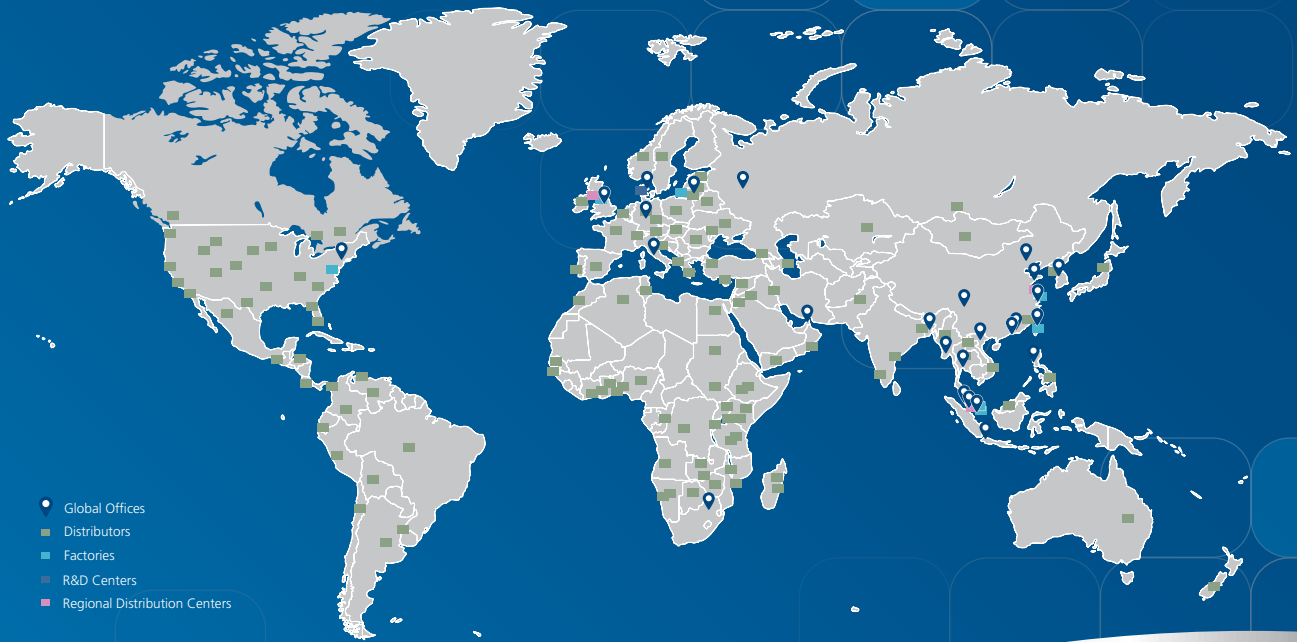 Global Offices
Distributors
Factories
R&D Centers
Regional Distribution Centers